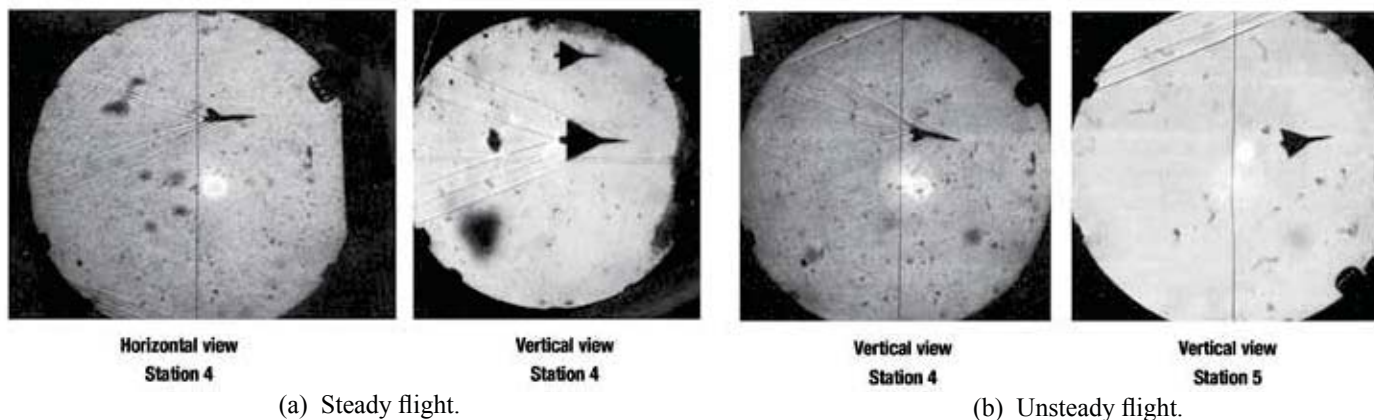 Horizontal view
Station 4
Vertical view
Station 4
(a) Steady flight.
Vertical view
Station 4
Vertical view
Station 5
(b) Unsteady flight.